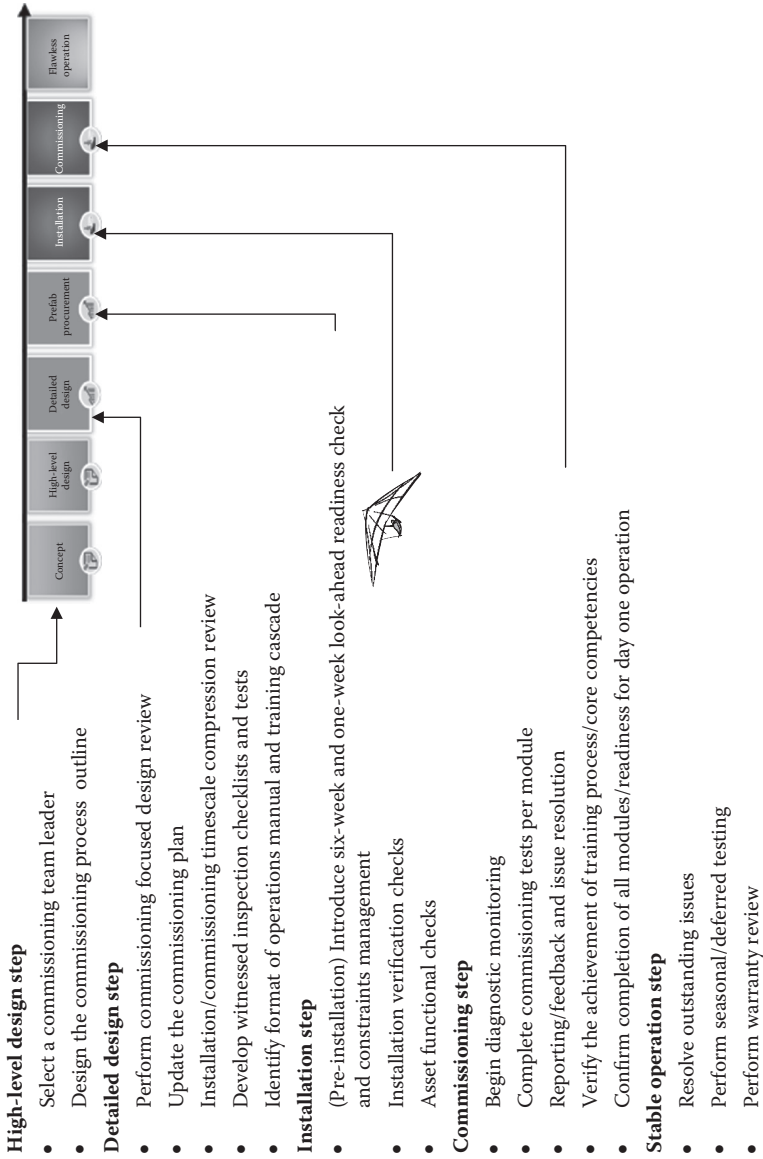 High-level design step
• Select a commissioning team leader
• Design the commissioning process outline
Detailed design step
• Perform commissioning focused design review
• Update the commissioning plan
• Installation/commissioning timescale compression review
• Develop witnessed inspection checklists and tests
• Identify format of operations manual and training cascade
Installation step
• (Pre-installation) Introduce six-week and one-week look-ahead readiness check
and constraints management
• Installation verification checks
• Asset functional checks
Commissioning step
• Begin diagnostic monitoring
• Complete commissioning tests per module
• Reporting/feedback and issue resolution
• Verify the achievement of training process/core competencies
• Confirm completion of all modules/readiness for day one operation
Stable operation step
• Resolve outstanding issues
• Perform seasonal/deferred testing
• Perform warranty review
Concept
High-level
design
Detailed
design
Prefab
procurement
Installation
Commissioning
Flawless
operation